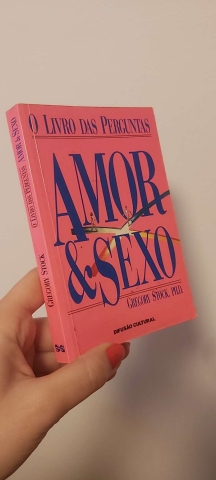 O LIVRO DAS PERGUNTAS
AMOR
& SEXO
GREGORY STOCK, PH.D.
DIFUSÃO CULTURAL
O LIVRO DAS PERGUNTAS
AMOR & SEXO
GREGORY STOCK